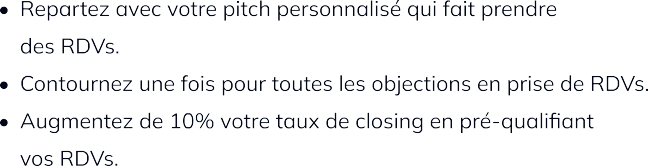 • Repartez avec votre pitch personnalisé qui fait prendre
des RDVs.
• Contournez une fois pour toutes les objections en prise de RDVs.
• Augmentez de 10% votre taux de closing en pré-qualifiant
vos RDVs.